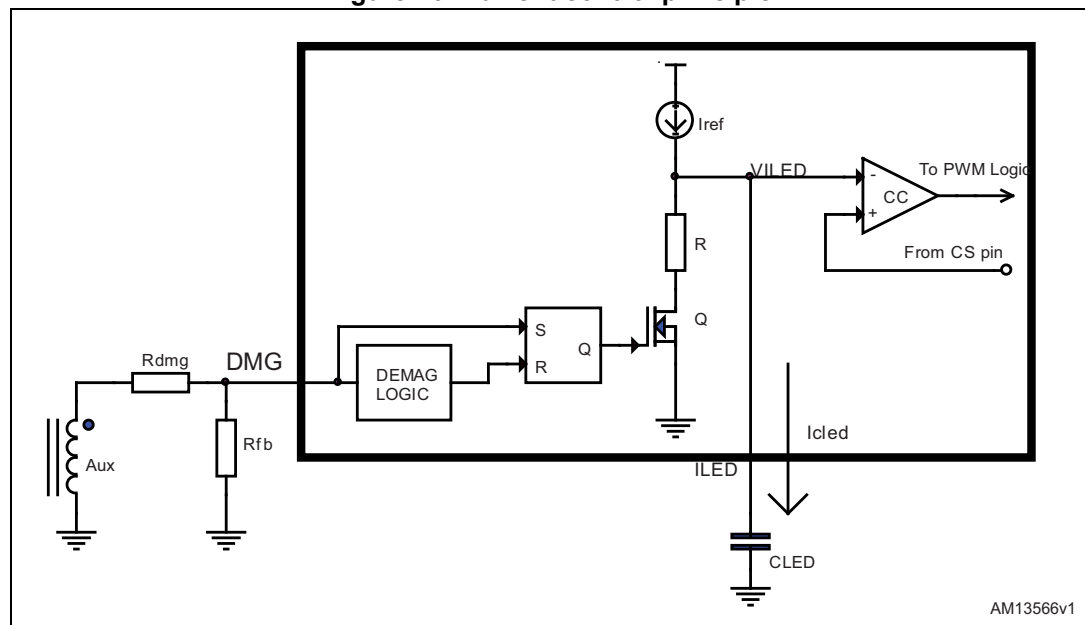 Iref
VILED
To PWM Logic
-
CC
+
From CS pin
R
Q
S
Q
R
Rdmg
DMG
DEMAG
LOGIC
Rfb
Aux
Icled
ILED
CLED
AM13566v1